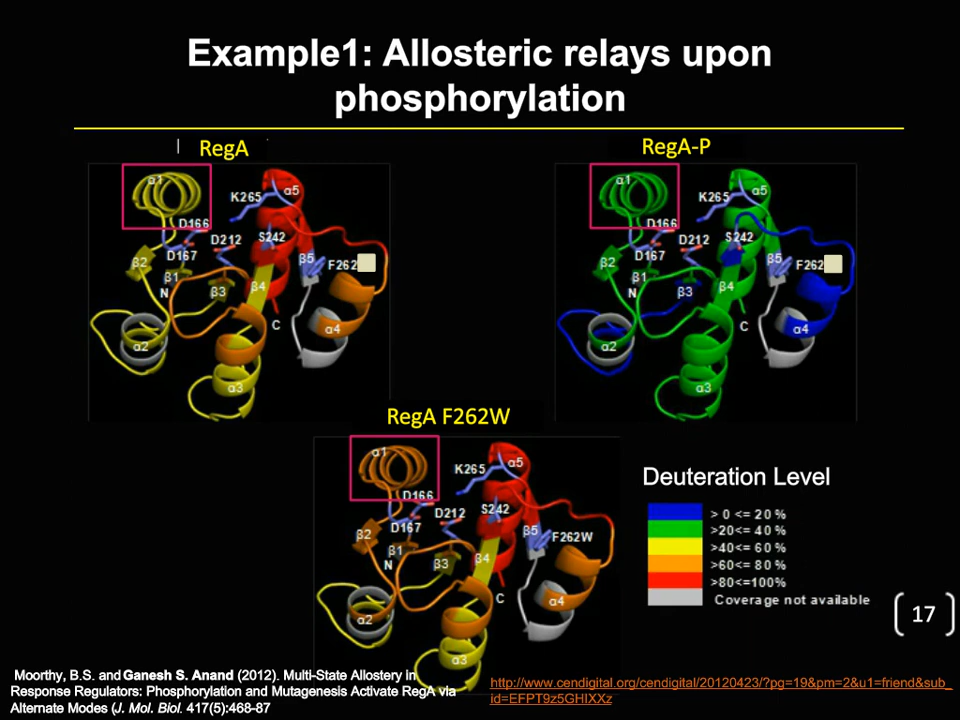 Example1: Allosteric relays upon
phosphorylation
RegA
RegA-P
α1
α5
K265
D166
D212
S242
D167
β2
β5
F262
β1
N
β3
β4
C
α4
α2
α3
α1
α5
K265
D166
D212
S242
D167
β2
β5
F262
β1
N
β3
β4
C
α4
α2
α3
RegA F262W
α1
α5
K265
D166
D212
S242
D167
β2
β5
F262W
β1
N
β3
β4
C
α4
α2
α3
Deuteration Level
> 0 <= 20 %
>20<= 40 %
>40<= 60 %
>60<= 80 %
>80<=100%
Coverage not available
17
Moorthy, B.S. and Ganesh S. Anand (2012). Multi-State Allostery in
Response Regulators: Phosphorylation and Mutagenesis Activate RegA via
Alternate Modes (J. Mol. Biol. 417(5):468-87
http://www.cendigital.org/cendigital/20120423/?pg=19&pm=2&u1=friend&sub_
id=EFPT9z5GHIXXz